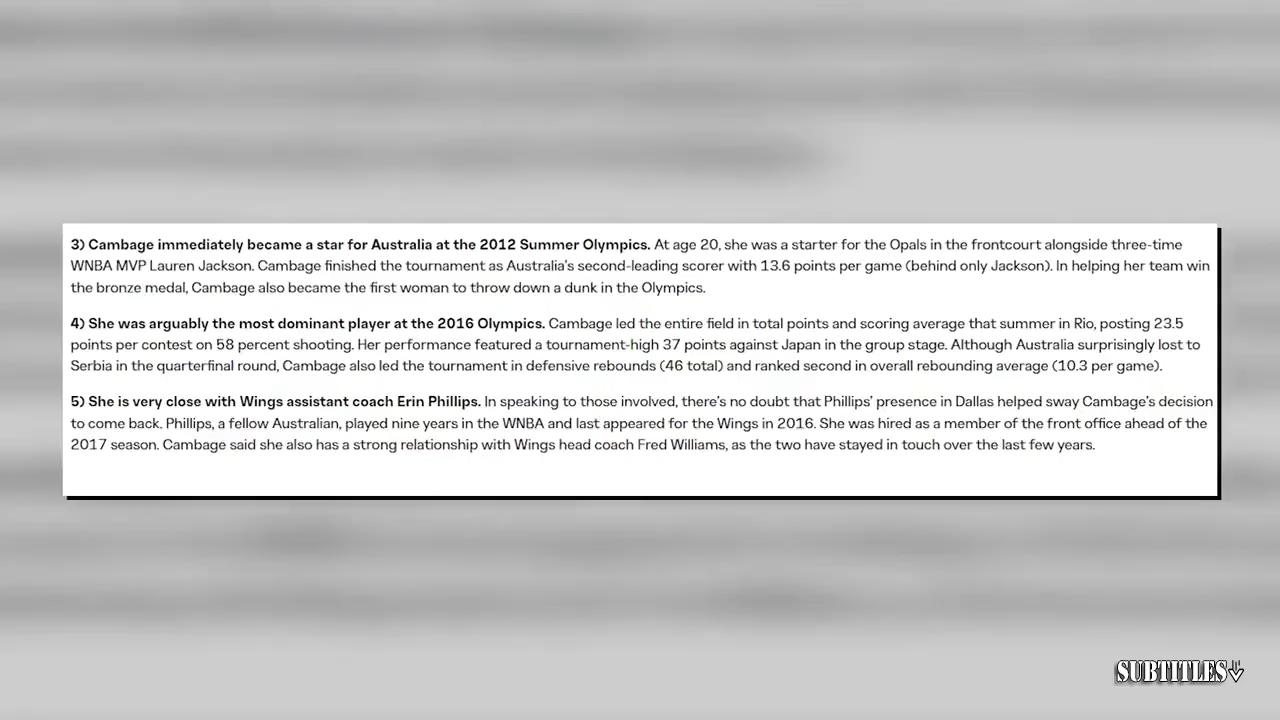 3) Cambage immediately became a star for Australia at the 2012 Summer Olympics. At age 20, she was a starter for the Opals in the frontcourt alongside three-time
WNBA MVP Lauren Jackson. Cambage finished the tournament as Australia's second-leading scorer with 13.6 points per game (behind only Jackson). In helping her team win
the bronze medal, Cambage also became the first woman to throw down a dunk in the Olympics.
4) She was arguably the most dominant player at the 2016 Olympics. Cambage led the entire field in total points and scoring average that summer in Rio, posting 23.5
points per contest on 58 percent shooting. Her performance featured a tournament-high 37 points against Japan in the group stage. Although Australia surprisingly lost to
Serbia in the quarterfinal round, Cambage also led the tournament in defensive rebounds (46 total) and ranked second in overall rebounding average (10.3 per game).
5) She is very close with Wings assistant coach Erin Phillips. In speaking to those involved, there's no doubt that Phillips' presence in Dallas helped sway Cambage's decision
to come back. Phillips, a fellow Australian, played nine years in the WNBA and last appeared for the Wings in 2016. She was hired as a member of the front office ahead of the
2017 season. Cambage said she also has a strong relationship with Wings head coach Fred Williams, as the two have stayed in touch over the last few years.
SUBTITLES